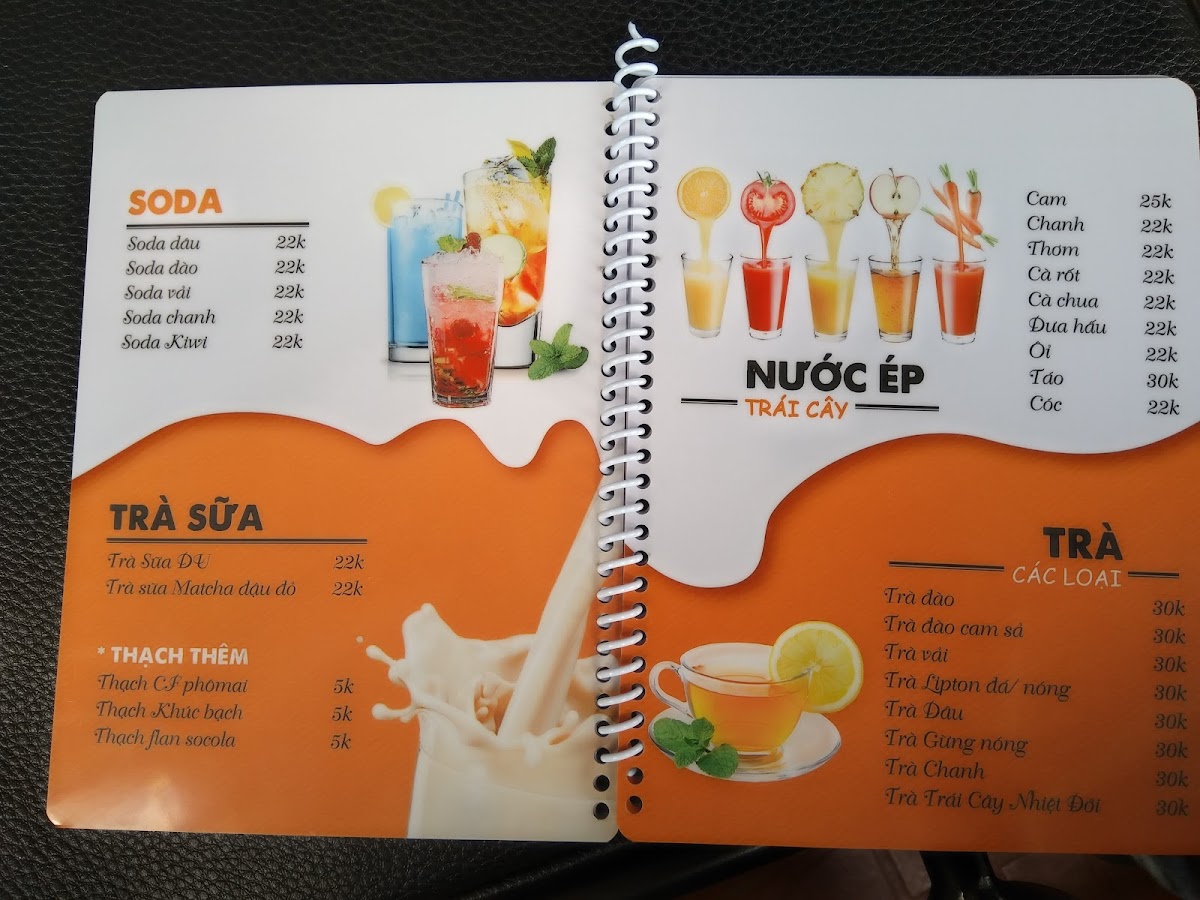 SODA
Soda dâu 22k
Soda đào 22k
Soda vải 22k
Soda chanh 22k
Soda Kiwi 22k
TRÀ SỮA
Trà Sữa DU 22k
Trà sữa Matcha đậu đỏ 22k
* THẠCH THÊM
Thạch CF phômai 5k
Thạch Khúc bạch 5k
Thạch flan socola 5k
NƯỚC ÉP
TRÁI CÂY
Cam 25k
Chanh 22k
Thơm 22k
Cà rốt 22k
Cà chua 22k
Dưa hấu 22k
Ổi 22k
Táo 30k
Cóc 22k
TRÀ
CÁC LOẠI
Trà đào 30k
Trà đào cam sả 30k
Trà vải 30k
Trà Lipton đá/ nóng 30k
Trà Dâu 30k
Trà Gừng nóng 30k
Trà Chanh 30k
Trà Trái Cây Nhiệt Đới 30k